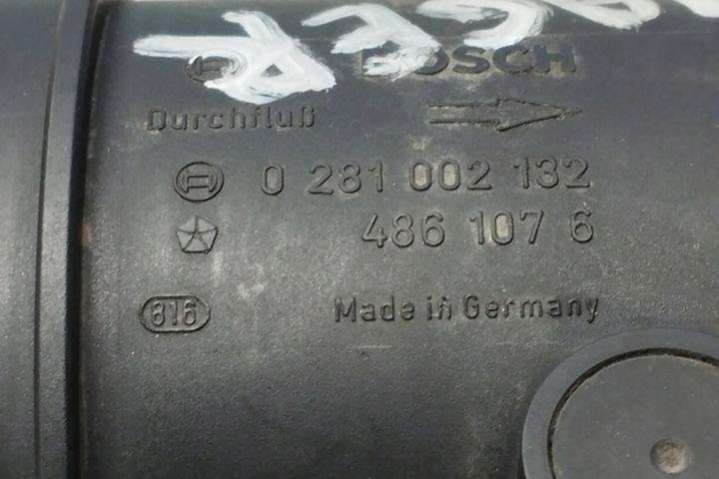 BOSCH
Durchfluß
0 281 002 132
486 107 6
816
Made in Germany